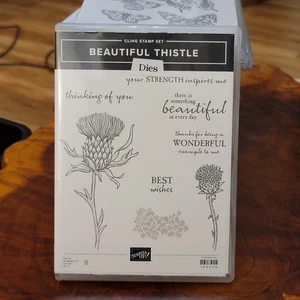 CLING STAMP SET
BEAUTIFUL THISTLE
Dies
your STRENGTH inspires me
thinking of you
there is
something
beautiful
in every day
thanks for being a
WONDERFUL
example to me
BEST
wishes